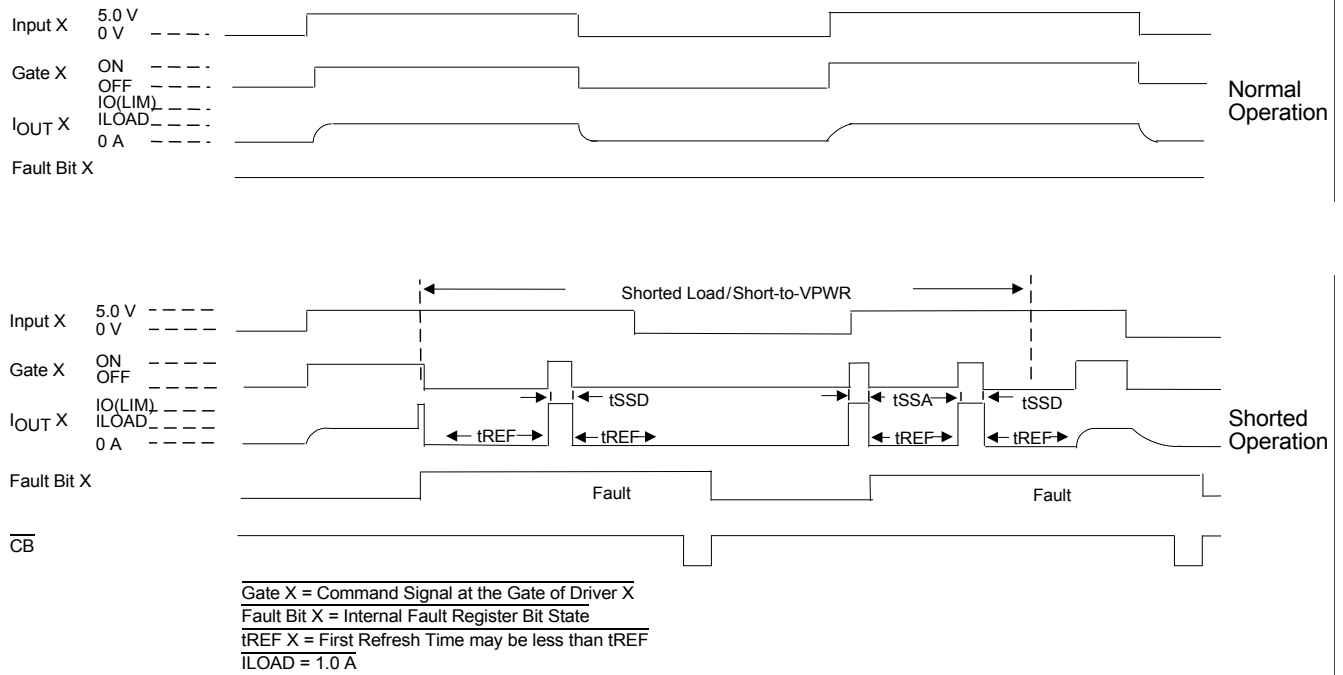 Input X 5.0 V
0 V
Gate X ON
OFF
IO(LIM)
IOUT X ILOAD
0 A
Fault Bit X
Normal
Operation
Shorted Load/Short-to-VPWR
Input X 5.0 V
0 V
Gate X ON
OFF
IOUT X IO(LIM)
ILOAD
0 A
tSSD
tSSA
tSSD
tREF
tREF
tREF
tREF
Shorted
Operation
Fault Bit X
Fault
Fault
CB
Gate X = Command Signal at the Gate of Driver X
Fault Bit X = Internal Fault Register Bit State
tREF X = First Refresh Time may be less than tREF
ILOAD = 1.0 A